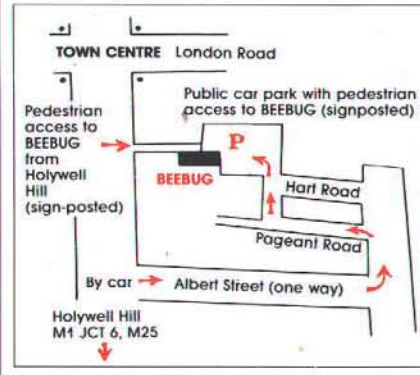 TOWN CENTRE London Road
Public car park with pedestrian
access to BEEBUG (signposted)
Pedestrian
access to
BEEBUG
from
Holywell
Hill
(sign-posted)
P
BEEBUG
Hart Road
Pageant Road
By car
Albert Street (one way)
Holywell Hill
M1 JCT 6, M25